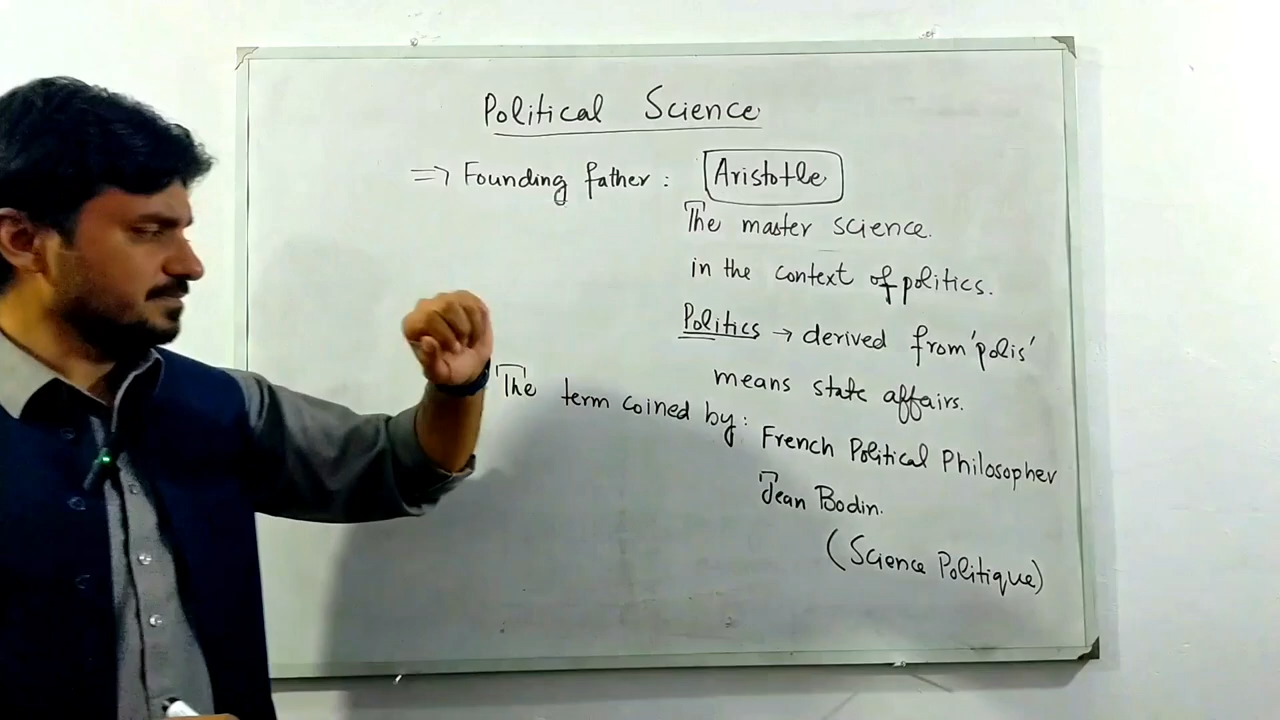 Political Science
=> Founding father: Aristotle
The master science.
in the context of politics.
Politics → derived from 'polis'
means state affairs.
The term coined by: French Political Philosopher
Jean Bodin.
(Science Politique)